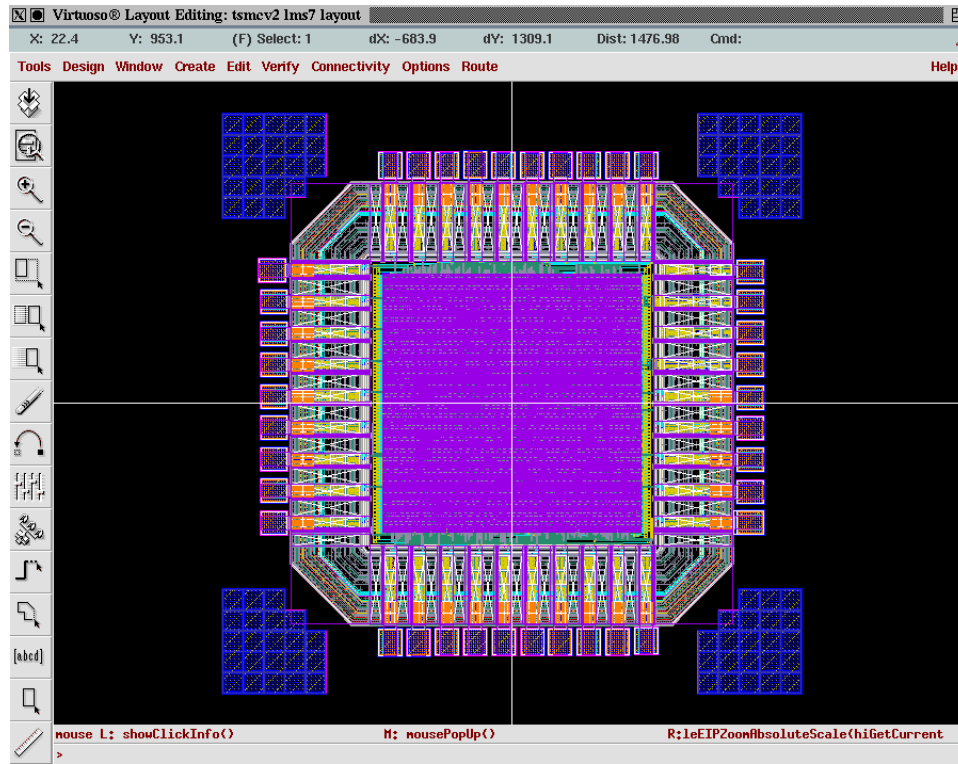 Virtuoso® Layout Editing: tsmcv2 lms7 layout
X: 22.4 Y: 953.1 (F) Select: 1 dX: -683.9 dY: 1309.1 Dist: 1476.98 Cmd:
Tools Design Window Create Edit Verify Connectivity Options Route Help
[abcd]
mouse L: showClickInfo() M: mousePopUp() R:leEIPZoomAbsoluteScale(hiGetCurrent
>